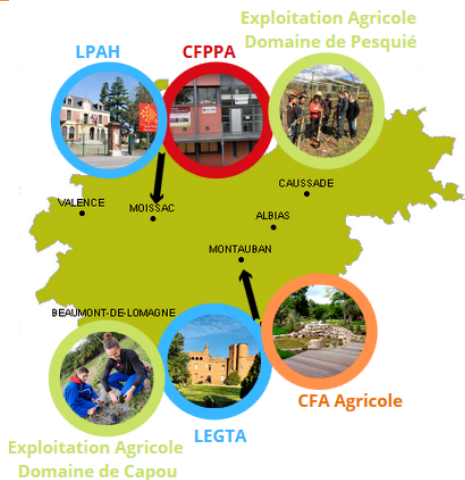 Exploitation Agricole
Domaine de Pesquié
LPAH
CFPPA
CAUSSADE
VALENCE
MOISSAC
ALBIAS
MONTAUBAN
BEAUMONT-DE-LOMAGNE
CFA Agricole
LEGTA
Exploitation Agricole
Domaine de Capou